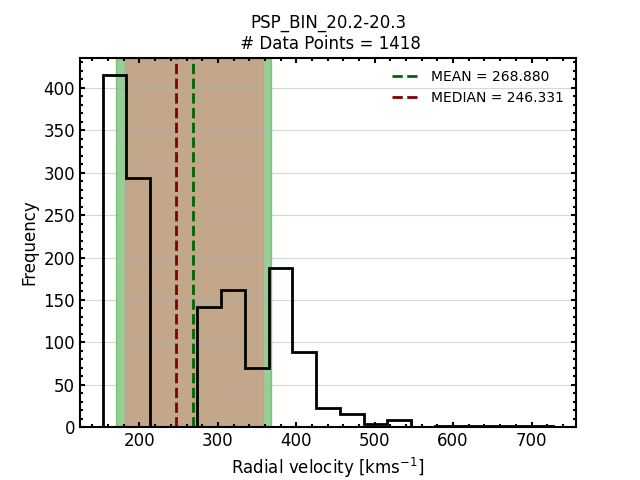 PSP_BIN_20.2-20.3
# Data Points = 1418
MEAN = 268.880
MEDIAN = 246.331
Frequency
400
350
300
250
200
150
100
50
0
200 300 400 500 600 700
Radial velocity [kms⁻¹]